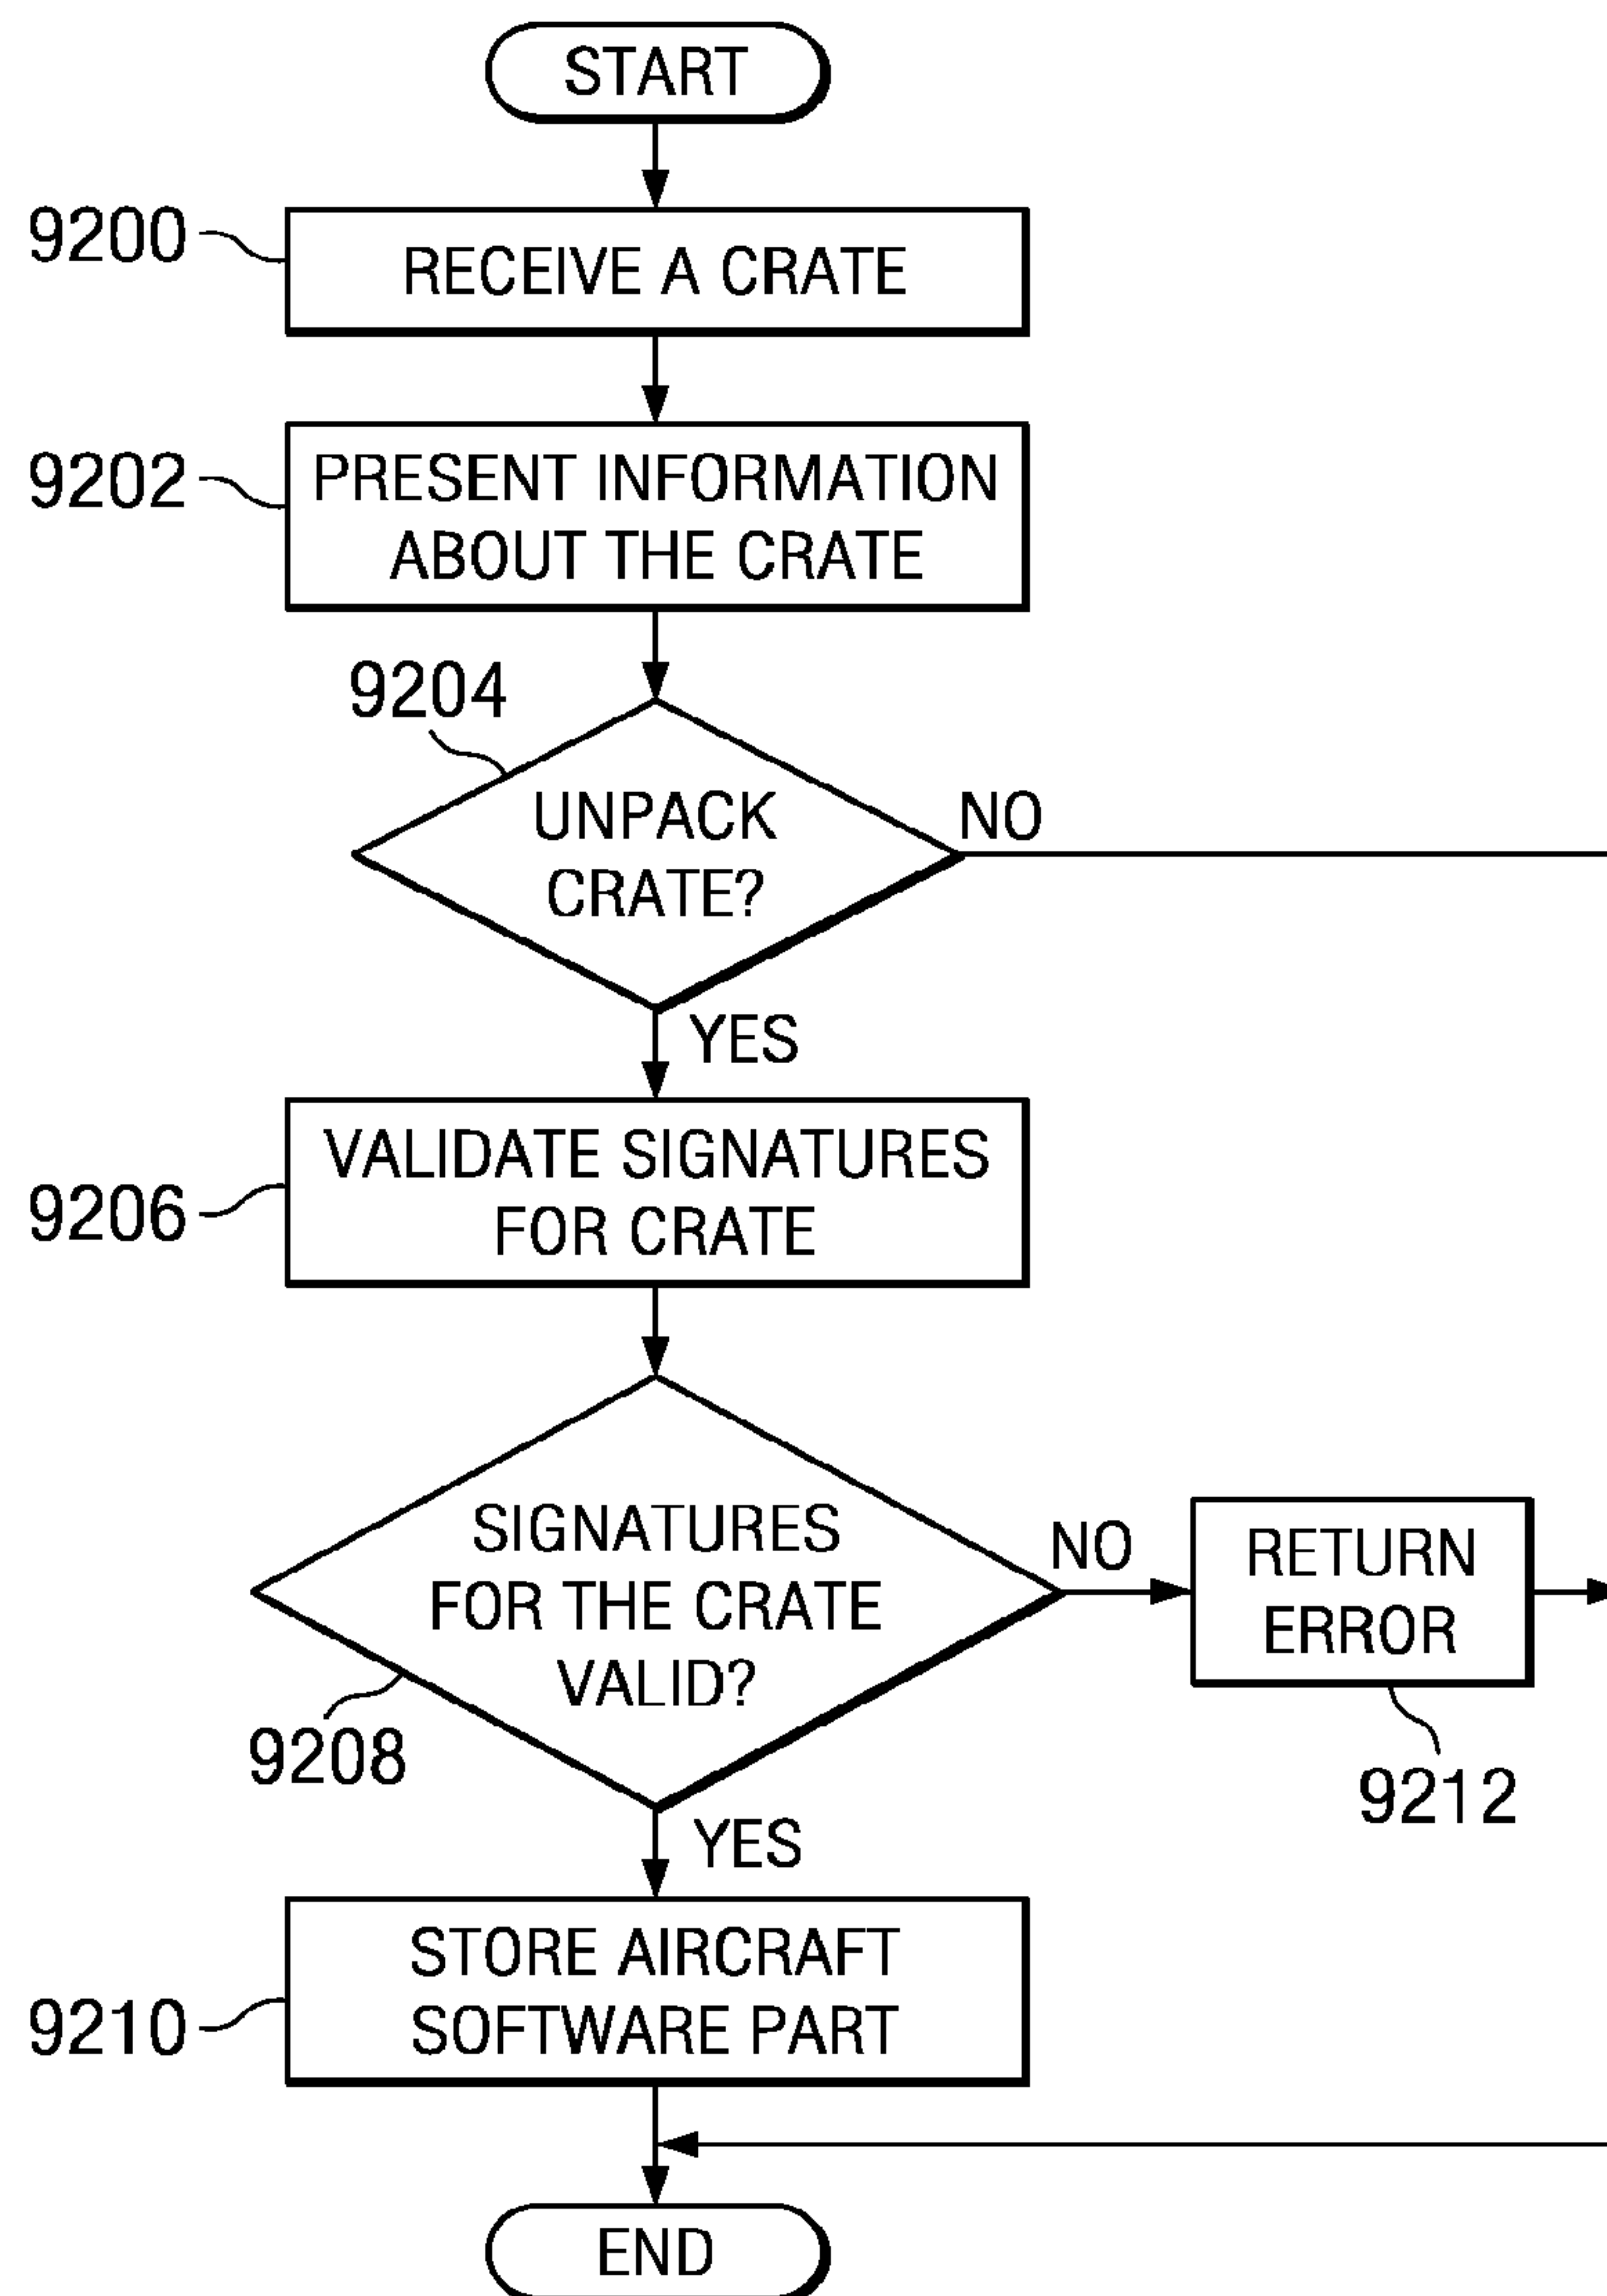 START
9200
RECEIVE A CRATE
9202
PRESENT INFORMATION
ABOUT THE CRATE
9204
UNPACK
CRATE?
NO
YES
9206
VALIDATE SIGNATURES
FOR CRATE
SIGNATURES
FOR THE CRATE
VALID?
9208
NO
RETURN
ERROR
9212
YES
9210
STORE AIRCRAFT
SOFTWARE PART
END